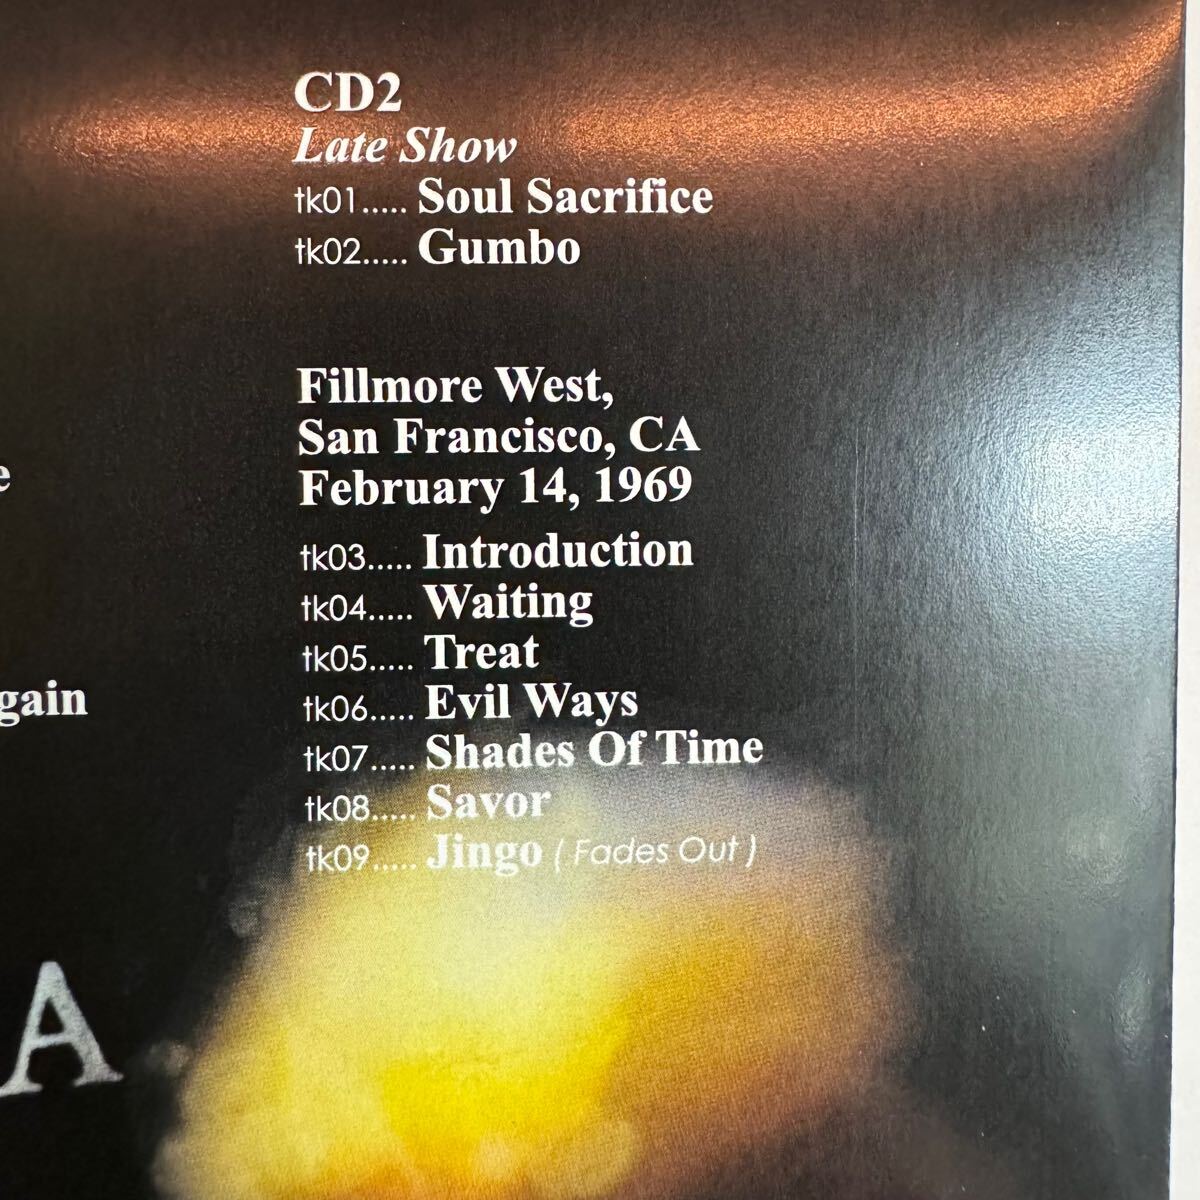 CD2
Late Show
tk01..... Soul Sacrifice
tk02..... Gumbo
Fillmore West,
San Francisco, CA
February 14, 1969
tk03..... Introduction
tk04..... Waiting
tk05..... Treat
tk06..... Evil Ways
tk07..... Shades Of Time
tk08..... Savor
tk09..... Jingo ( Fades Out )
e
gain
A